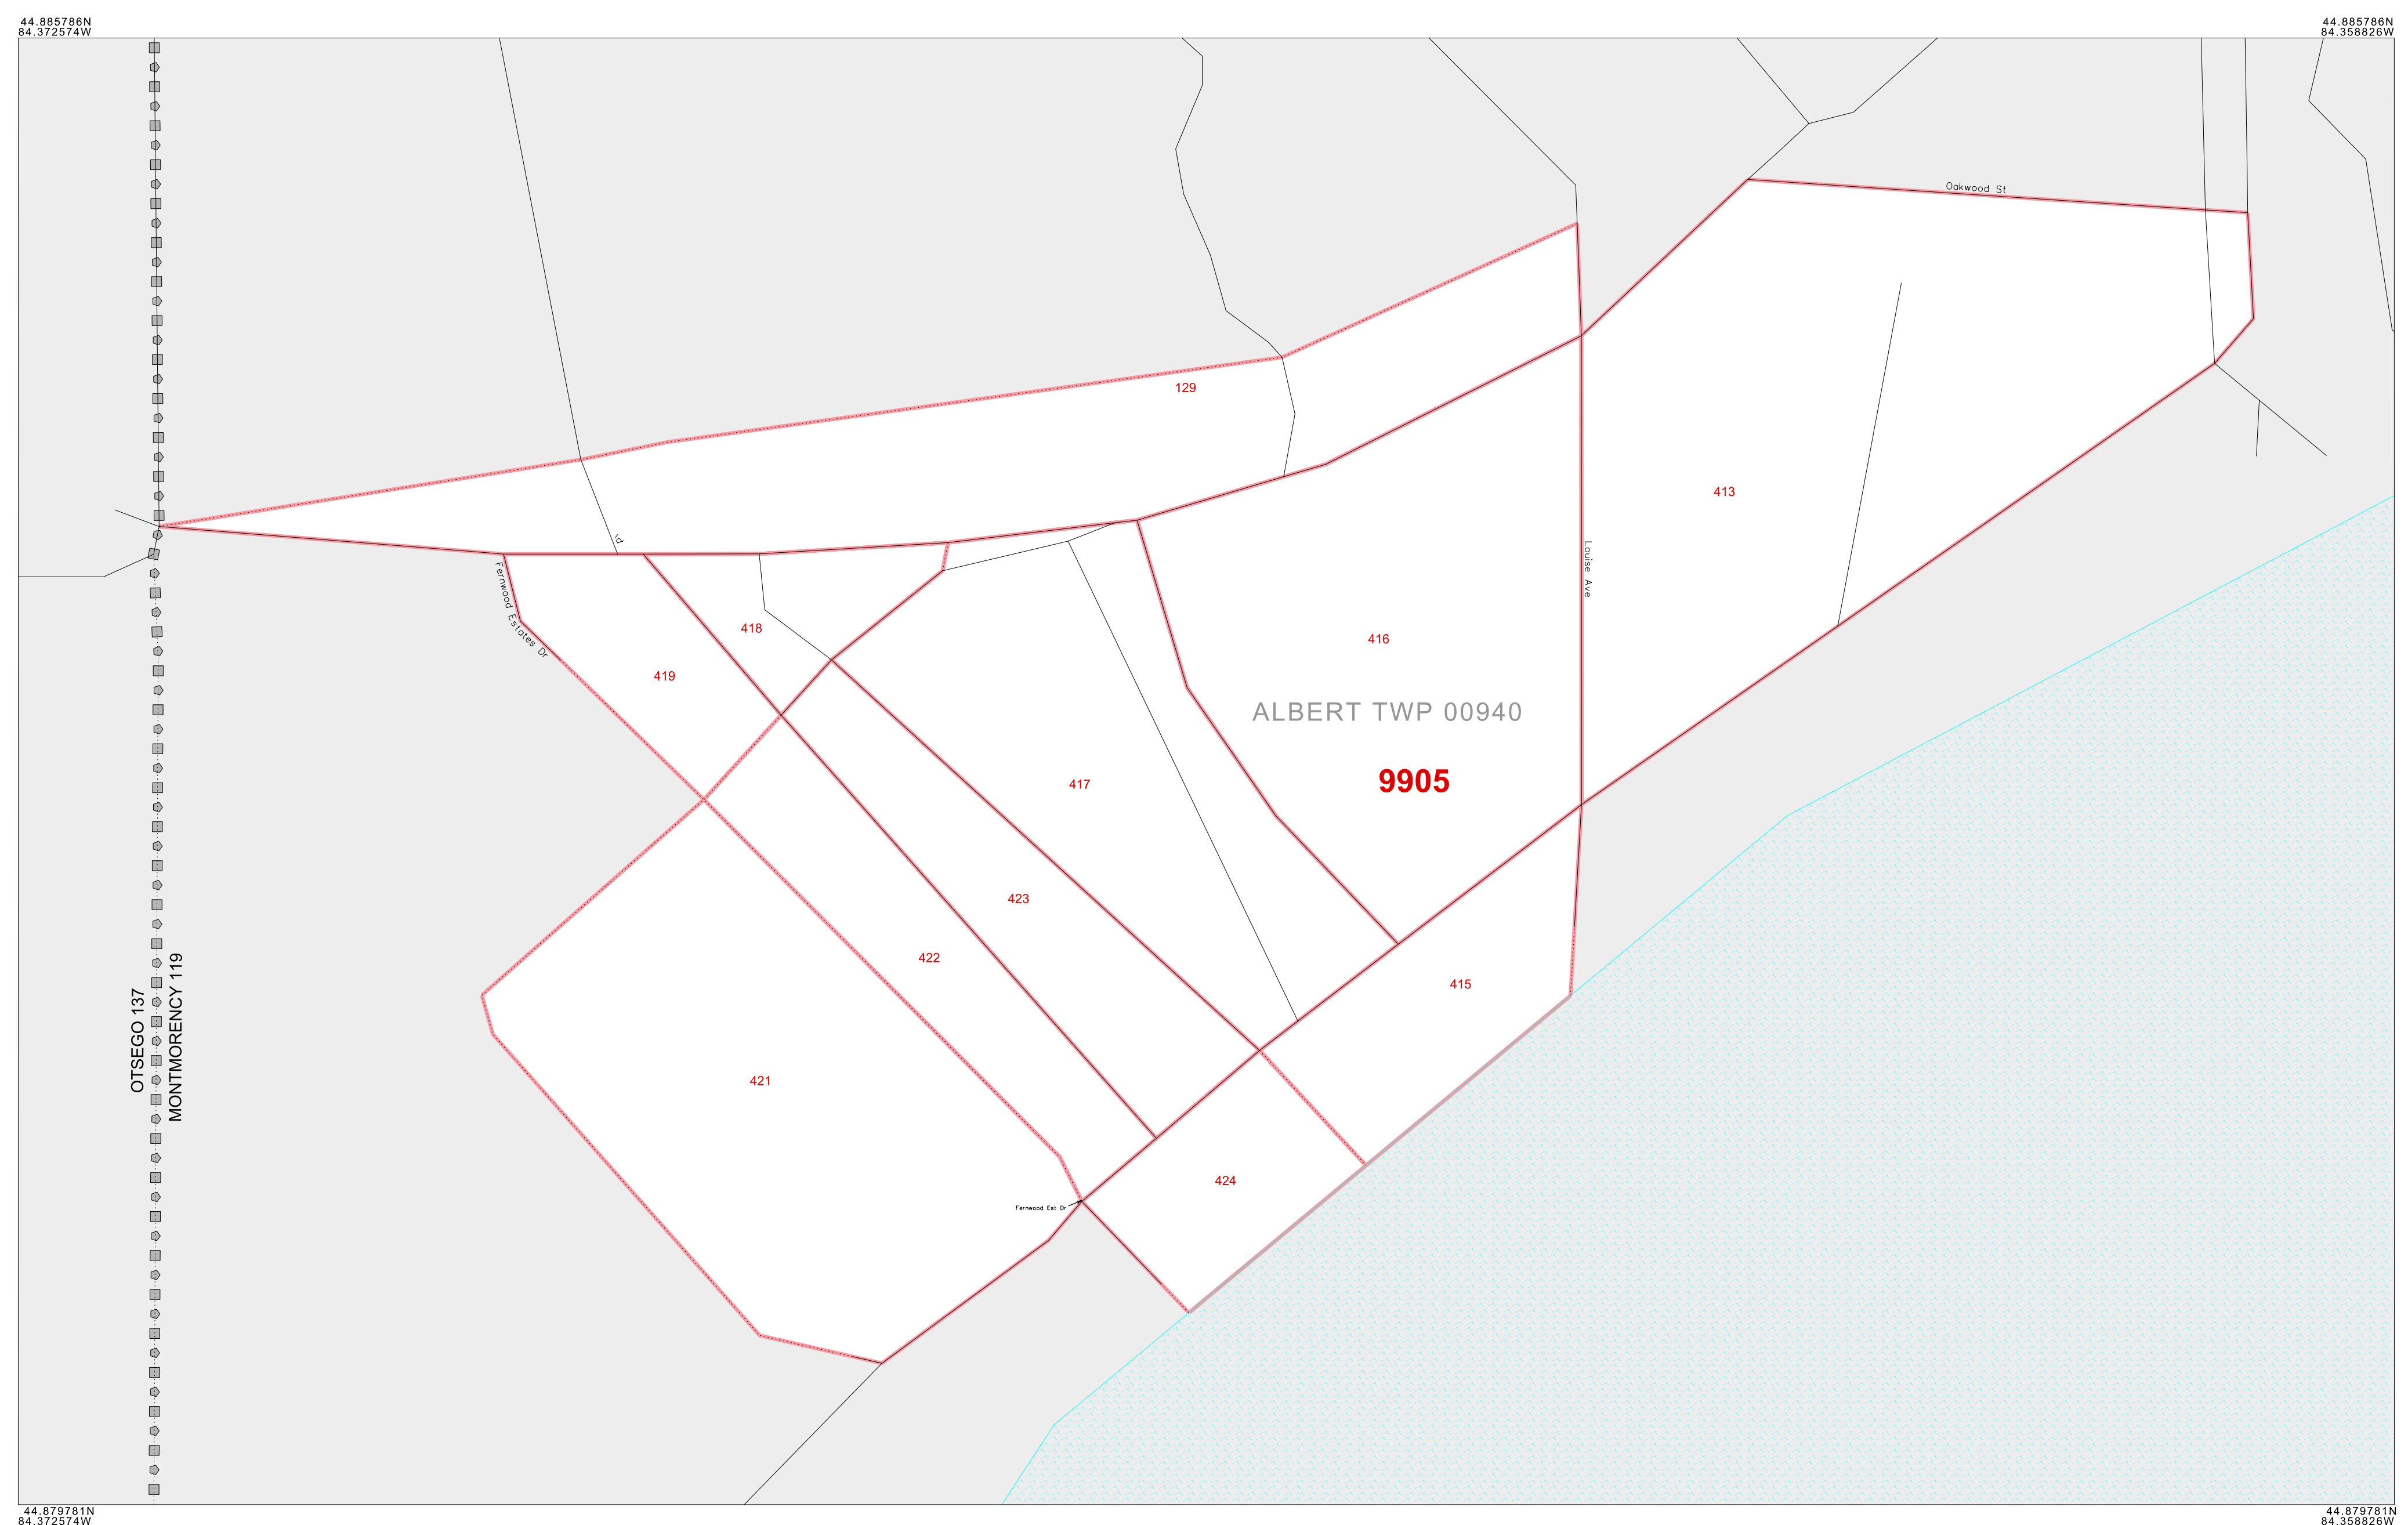 44.885786N
84.372574W
44.885786N
84.358826W
Oakwood St
129
413
'd
Louise Ave
Fernwood Estates Dr
418
416
419
ALBERT TWP 00940
9905
417
423
422
415
OTSEGO 137
MONTMORENCY 119
421
424
Fernwood Est Dr
44.879781N
84.372574W
44.879781N
84.358826W